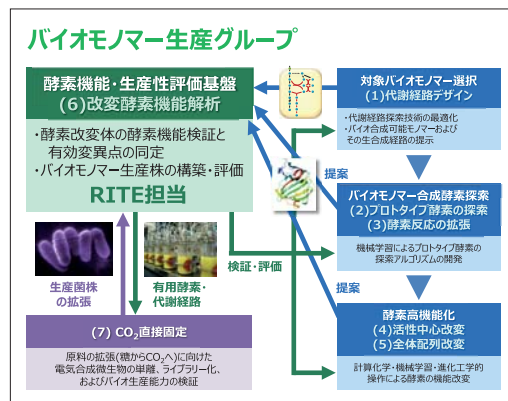 バイオモノマー生産グループ
酵素機能・生産性評価基盤
(6)改変酵素機能解析
・酵素改変体の酵素機能検証と
有効変異点の同定
・バイオモノマー生産株の構築・評価
RITE担当
対象バイオモノマー選択
(1)代謝経路デザイン
・代謝経路探索技術の最適化
・バイオ合成可能モノマーおよび
その生合成経路の提示
提案
バイオモノマー合成酵素探索
(2)プロトタイプ酵素の探索
(3)酵素反応の拡張
機械学習によるプロトタイプ酵素の
探索アルゴリズムの開発
検証・評価
提案
生産菌株
の拡張
有用酵素・
代謝経路
酵素高機能化
(4)活性中心改変
(5)全体配列改変
計算化学・機械学習・進化工学的
操作による酵素の機能改変
(7) CO₂直接固定
原料の拡張(糖からCO₂へ)に向けた
電気合成微生物の単離、ライブラリー化、
およびバイオ生産能力の検証